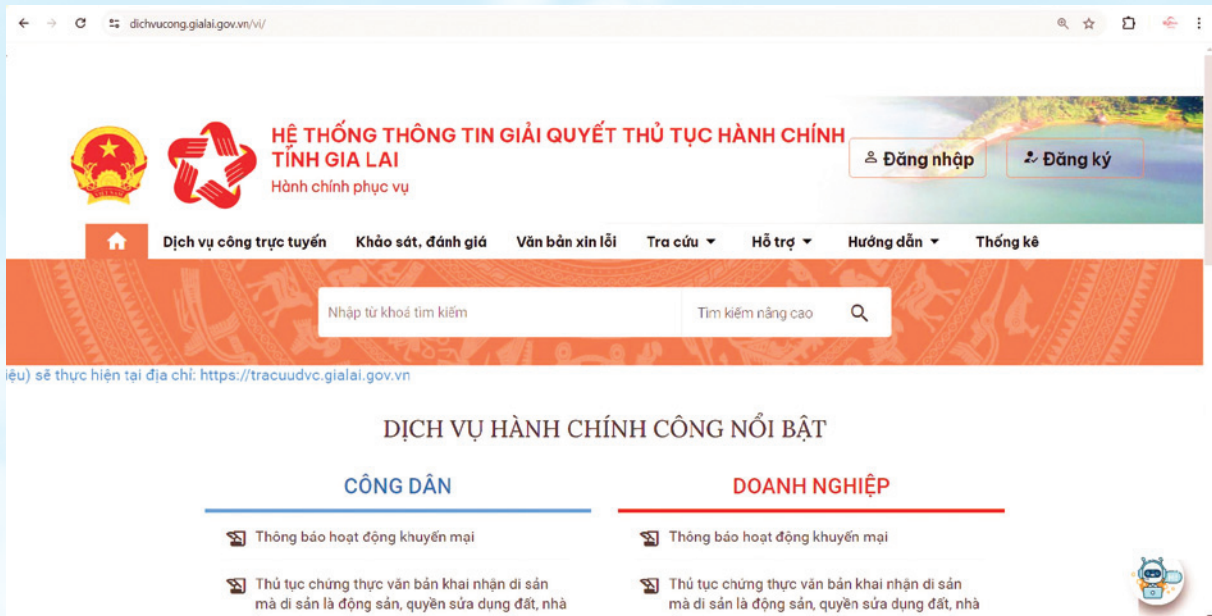 dichvucong.gialai.gov.vn/vi/
HỆ THỐNG THÔNG TIN GIẢI QUYẾT THỦ TỤC HÀNH CHÍNH
TỈNH GIA LAI
Hành chính phục vụ
Đăng nhập
Đăng ký
Dịch vụ công trực tuyến Khảo sát, đánh giá Văn bản xin lỗi Tra cứu Hỗ trợ Hướng dẫn Thống kê
Nhập từ khoá tìm kiếm Tìm kiếm nâng cao
iệu) sẽ thực hiện tại địa chỉ: https://tracuudvc.gialai.gov.vn
DỊCH VỤ HÀNH CHÍNH CÔNG NỔI BẬT
CÔNG DÂN
Thông báo hoạt động khuyến mại
Thủ tục chứng thực văn bản khai nhận di sản
mà di sản là động sản, quyền sửa dụng đất, nhà
DOANH NGHIỆP
Thông báo hoạt động khuyến mại
Thủ tục chứng thực văn bản khai nhận di sản
mà di sản là động sản, quyền sửa dụng đất, nhà